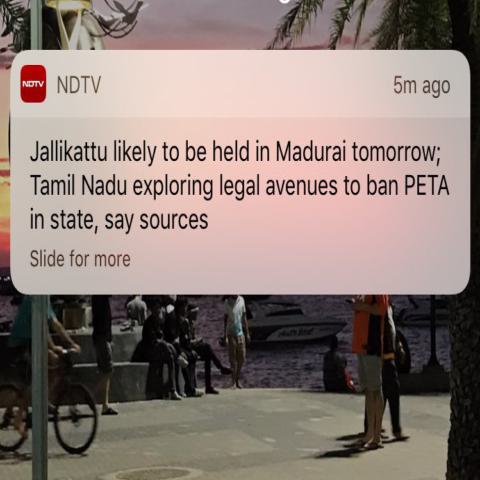 NDTV
NDTV 5m ago
Jallikattu likely to be held in Madurai tomorrow;
Tamil Nadu exploring legal avenues to ban PETA
in state, say sources
Slide for more